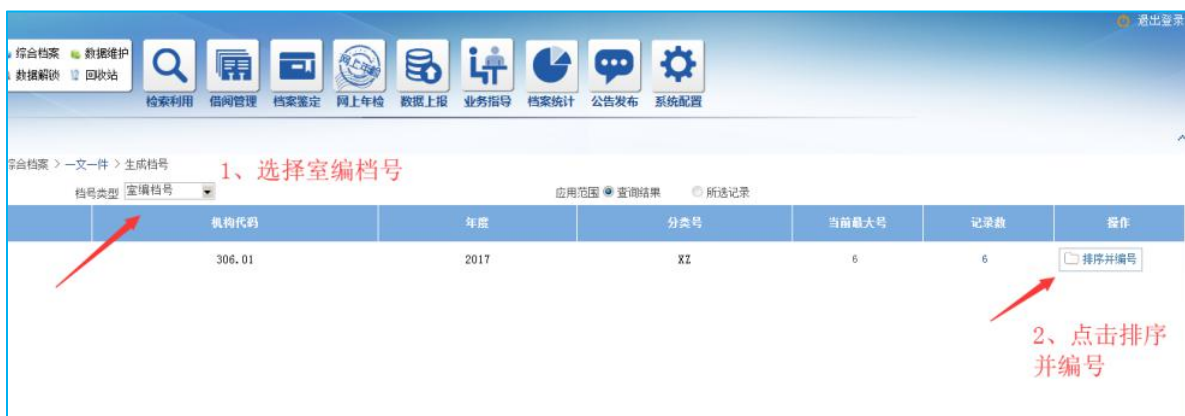 退出登录
综合档案 数据维护
数据解锁 回收站
检索利用 借阅管理 档案鉴定 网上年检 数据上报 业务指导 档案统计 公告发布 系统配置
网上年检
综合档案 > 一文一件 > 生成档号
1、选择室编档号
档号类型 室编档号 应用范围 查询结果 所选记录
机构代码 年度 分类号 当前最大号 记录数 操作
306.01 2017 XZ 6 6 排序并编号
2、点击排序
并编号